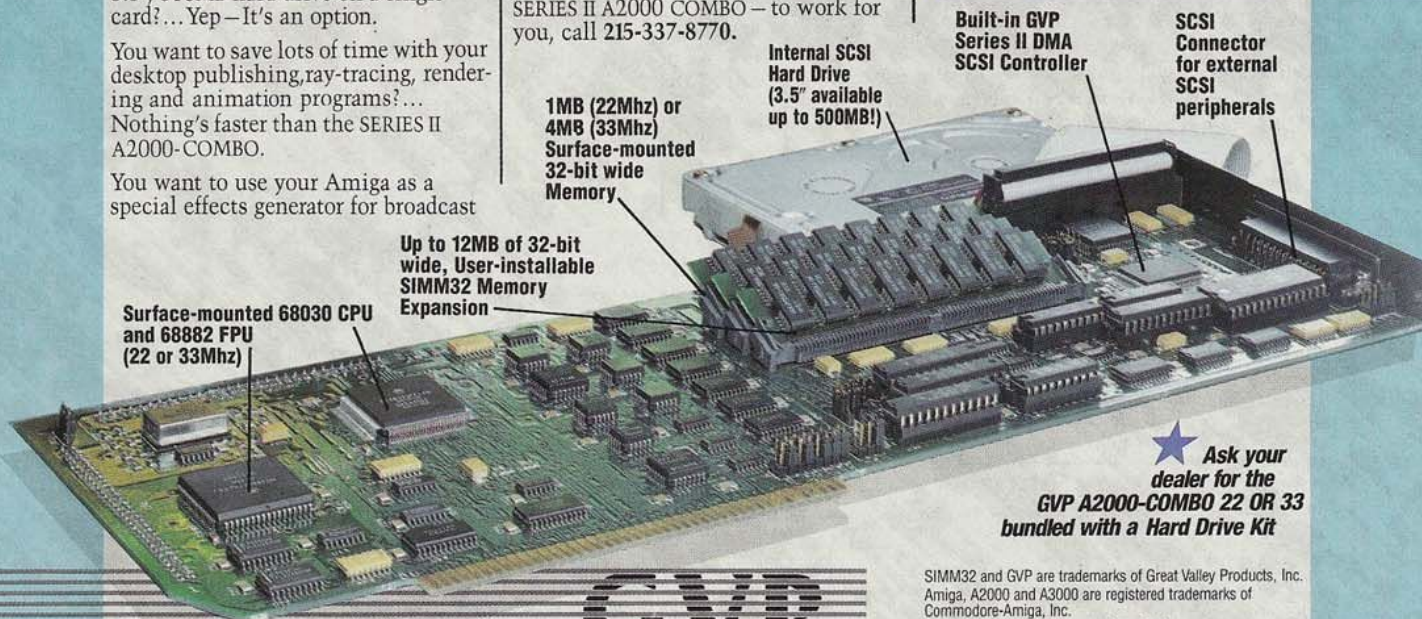 card?... Yep—It's an option.
You want to save lots of time with your
desktop publishing,ray-tracing, render-
ing and animation programs?...
Nothing's faster than the SERIES II
A2000-COMBO.
You want to use your Amiga as a
special effects generator for broadcast
SERIES II A2000 COMBO — to work for
you, call 215-337-8770.
Surface-mounted 68030 CPU
and 68882 FPU
(22 or 33Mhz)
Up to 12MB of 32-bit
wide, User-installable
SIMM32 Memory
Expansion
1MB (22Mhz) or
4MB (33Mhz)
Surface-mounted
32-bit wide
Memory
Internal SCSI
Hard Drive
(3.5" available
up to 500MB!)
Built-in GVP
Series II DMA
SCSI Controller
SCSI
Connector
for external
SCSI
peripherals
Ask your
dealer for the
GVP A2000-COMBO 22 OR 33
bundled with a Hard Drive Kit
SIMM32 and GVP are trademarks of Great Valley Products, Inc.
Amiga, A2000 and A3000 are registered trademarks of
Commodore-Amiga, Inc.
GVP